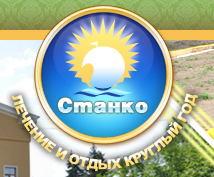 Станко
ЛЕЧЕНИЕ И ОТДЫХ КРУГЛЫЙ ГОД